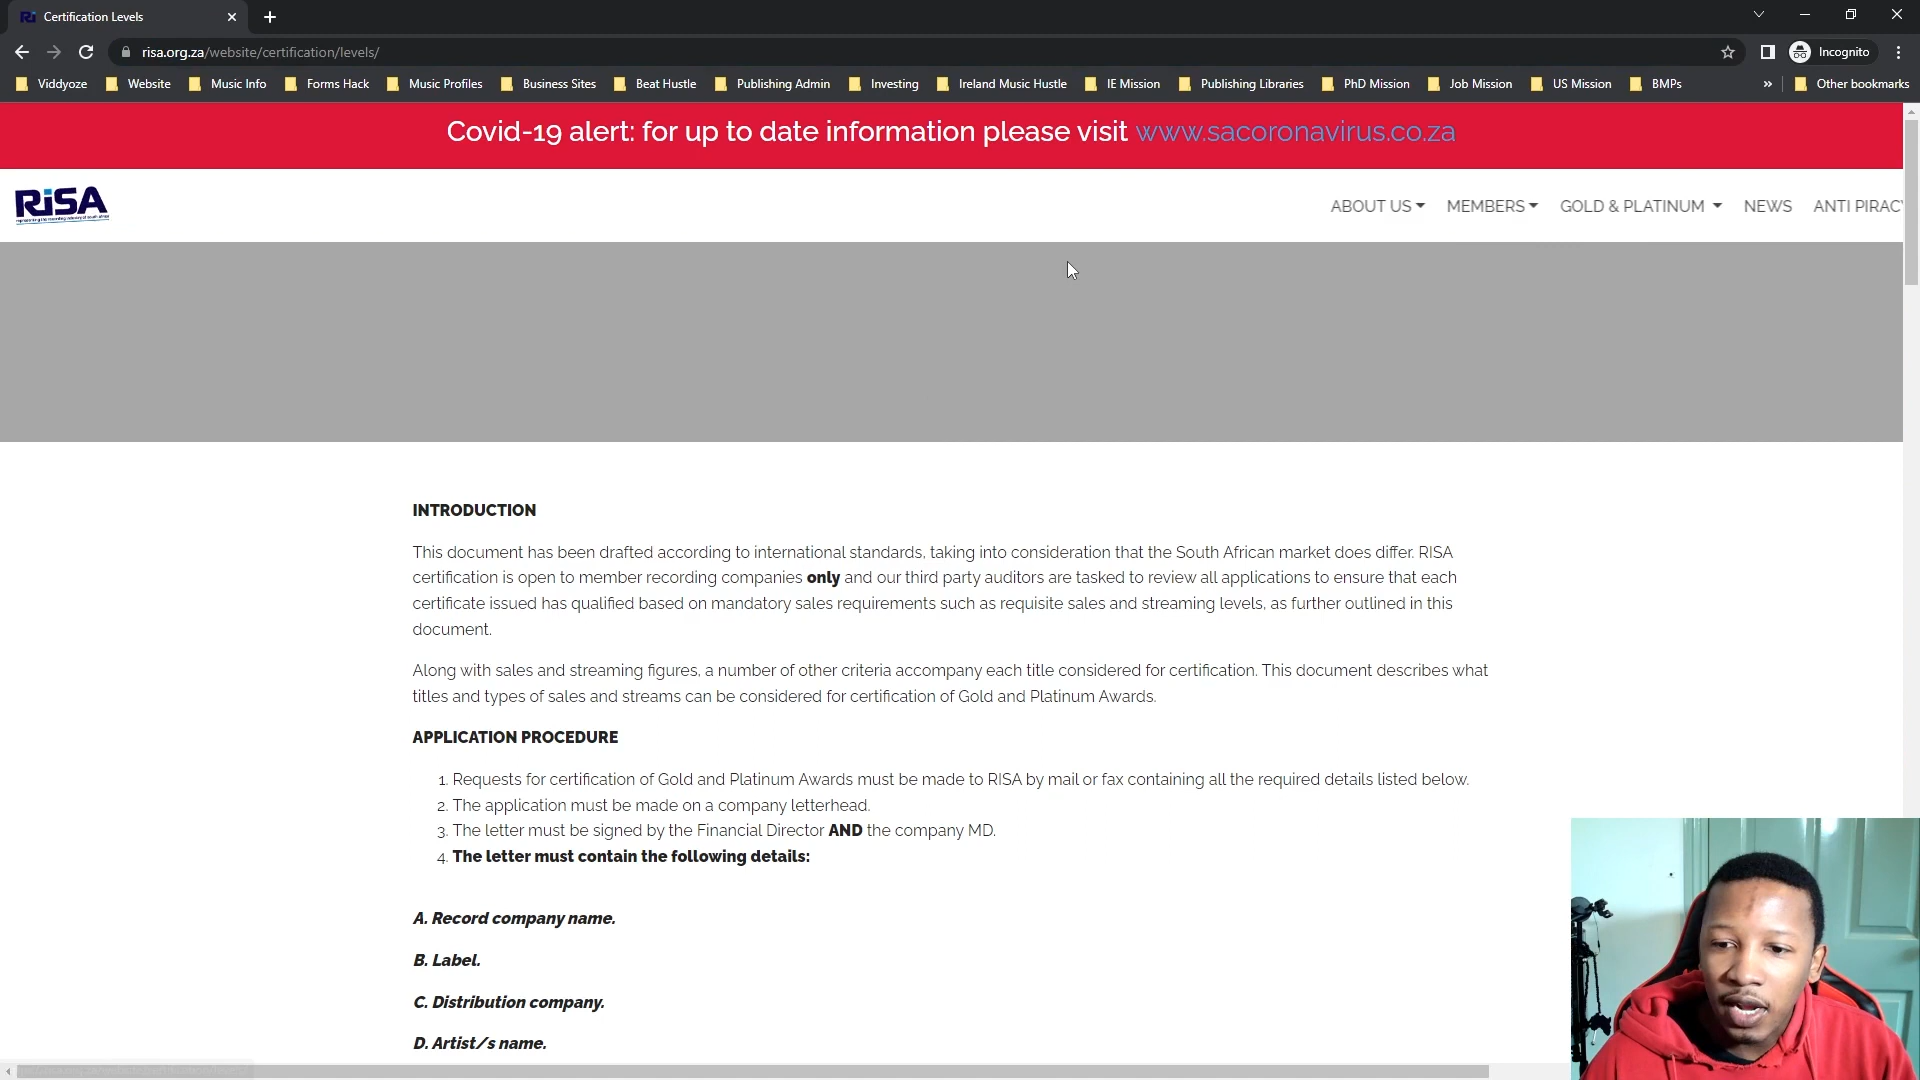 Certification Levels
risa.org.za/website/certification/levels/
Incognito
Viddyoze Website Music Info Forms Hack Music Profiles Business Sites Beat Hustle Publishing Admin Investing Ireland Music Hustle IE Mission Publishing Libraries PhD Mission Job Mission US Mission BMPs » Other bookmarks
Covid-19 alert: for up to date information please visit www.sacoronavirus.co.za
RiSA
ABOUT US MEMBERS GOLD & PLATINUM NEWS ANTI PIRACY
INTRODUCTION
This document has been drafted according to international standards, taking into consideration that the South African market does differ. RISA
certification is open to member recording companies only and our third party auditors are tasked to review all applications to ensure that each
certificate issued has qualified based on mandatory sales requirements such as requisite sales and streaming levels, as further outlined in this
document.
Along with sales and streaming figures, a number of other criteria accompany each title considered for certification. This document describes what
titles and types of sales and streams can be considered for certification of Gold and Platinum Awards.
APPLICATION PROCEDURE
1. Requests for certification of Gold and Platinum Awards must be made to RISA by mail or fax containing all the required details listed below.
2. The application must be made on a company letterhead.
3. The letter must be signed by the Financial Director AND the company MD.
4. The letter must contain the following details:
A. Record company name.
B. Label.
C. Distribution company.
D. Artist/s name.